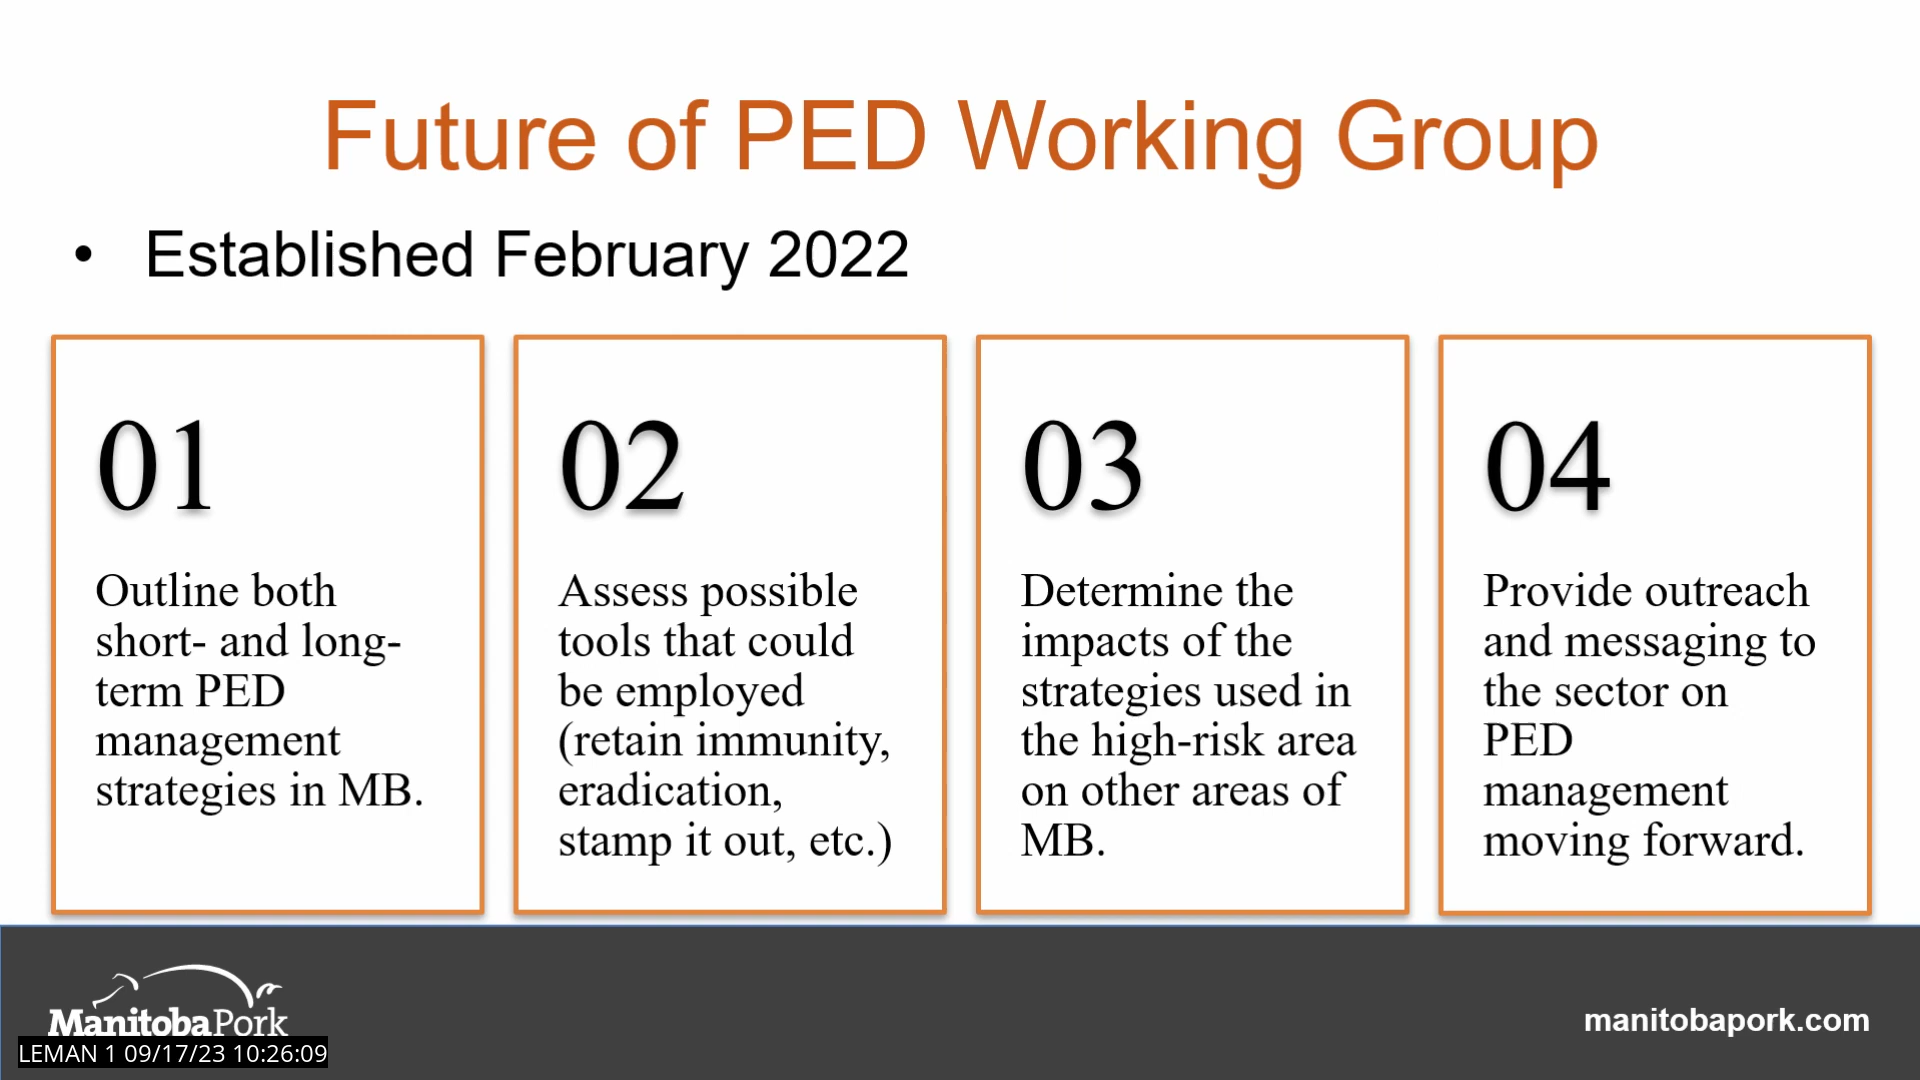 Future of PED Working Group
• Established February 2022
01
Outline both
short- and long-
term PED
management
strategies in MB.
02
Assess possible
tools that could
be employed
(retain immunity,
eradication,
stamp it out, etc.)
03
Determine the
impacts of the
strategies used in
the high-risk area
on other areas of
MB.
04
Provide outreach
and messaging to
the sector on
PED
management
moving forward.
ManitobaPork
manitobapork.com
LEMAN 1 09/17/23 10:26:09